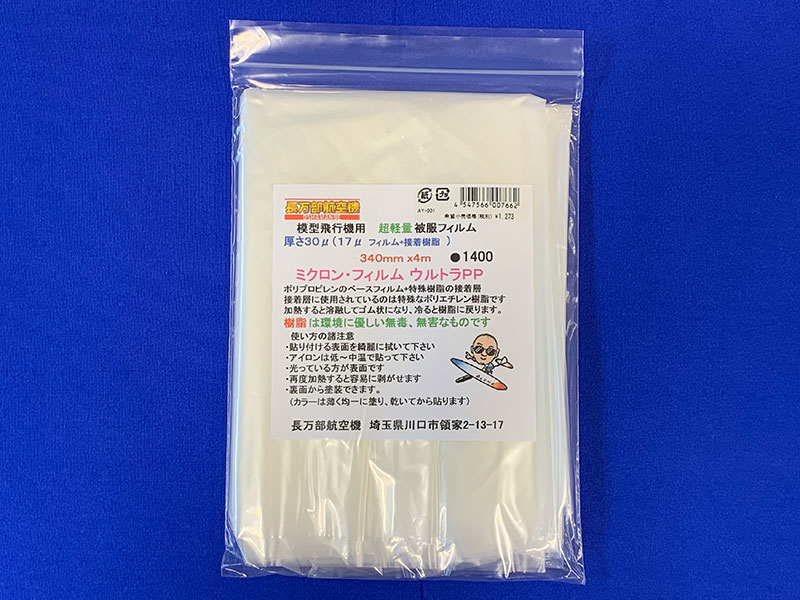 紙
プラ
4 547566 007662
AY-001
希望小売価格(税別) ¥1,273
長万部航空機
OSHAMANBE
模型飛行機用 超軽量 被服フィルム
厚さ30μ(17μ フィルム+接着樹脂 )
340mm x4m ●1400
ミクロン・フィルム ウルトラPP
ポリプロピレンのベースフィルム+特殊樹脂の接着層
接着層に使用されているのは特殊なポリエチレン樹脂です
加熱すると溶融してゴム状になり、冷ると樹脂に戻ります。
樹脂は環境に優しい無毒、無害なものです
使い方の諸注意
・貼り付ける表面を綺麗に拭いて下さい
・アイロンは低~中温で貼って下さい
・光っている方が表面です
・再度加熱すると容易に剥がせます
・裏面から塗装できます。
(カラーは薄く均一に塗り、乾いてから貼ります)
長万部航空機 埼玉県川口市領家2-13-17